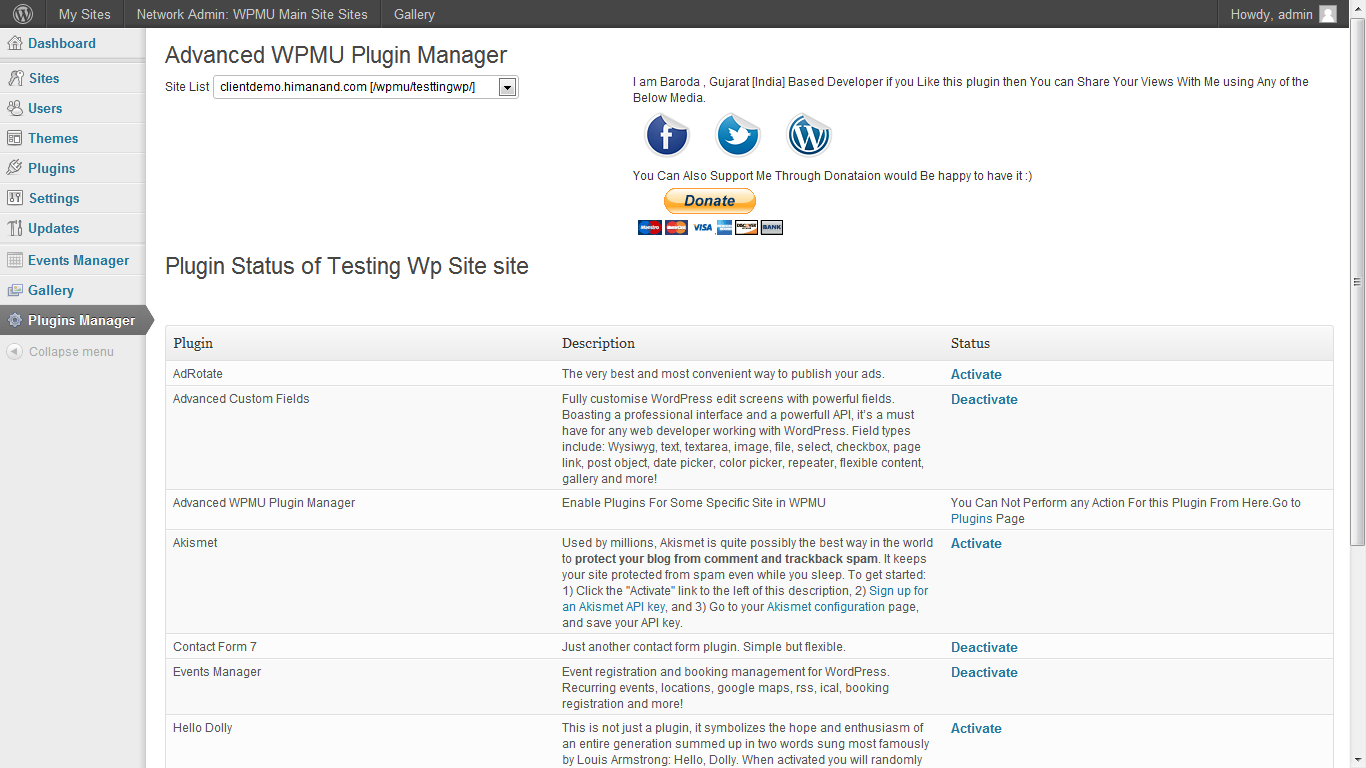 My Sites Network Admin: WPMU Main Site Sites Gallery Howdy, admin
Dashboard
Sites
Users
Themes
Plugins
Settings
Updates
Events Manager
Gallery
Plugins Manager
Collapse menu
Advanced WPMU Plugin Manager
Site List clientdemo.himanand.com [/wpmu/testtingwp/]
I am Baroda , Gujarat [India] Based Developer if you Like this plugin then You can Share Your Views With Me using Any of the
Below Media.
You Can Also Support Me Through Donataion would Be happy to have it :)
Donate
Maestro MasterCard VISA DISCOVER BANK
Plugin Status of Testing Wp Site site
Plugin Description Status
AdRotate The very best and most convenient way to publish your ads. Activate
Advanced Custom Fields Fully customise WordPress edit screens with powerful fields. Deactivate
Boasting a professional interface and a powerfull API, it's a must
have for any web developer working with WordPress. Field types
include: Wysiwyg, text, textarea, image, file, select, checkbox, page
link, post object, date picker, color picker, repeater, flexible content,
gallery and more!
Advanced WPMU Plugin Manager Enable Plugins For Some Specific Site in WPMU You Can Not Perform any Action For this Plugin From Here.Go to
Plugins Page
Akismet Used by millions, Akismet is quite possibly the best way in the world Activate
to protect your blog from comment and trackback spam. It keeps
your site protected from spam even while you sleep. To get started:
1) Click the "Activate" link to the left of this description, 2) Sign up for
an Akismet API key, and 3) Go to your Akismet configuration page,
and save your API key.
Contact Form 7 Just another contact form plugin. Simple but flexible. Deactivate
Events Manager Event registration and booking management for WordPress. Deactivate
Recurring events, locations, google maps, rss, ical, booking
registration and more!
Hello Dolly This is not just a plugin, it symbolizes the hope and enthusiasm of Activate
an entire generation summed up in two words sung most famously
by Louis Armstrong: Hello, Dolly. When activated you will randomly